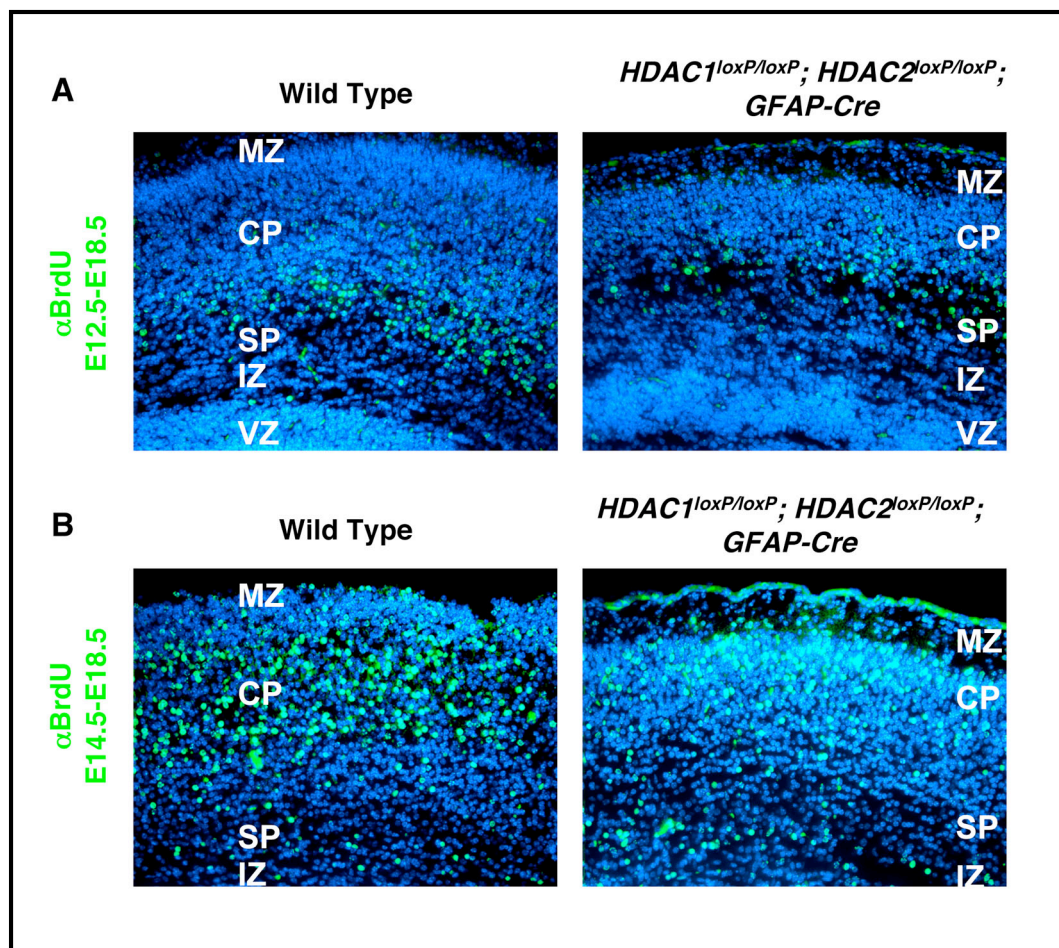 A
Wild Type
HDAC1loxP/loxP; HDAC2loxP/loxP;
GFAP-Cre
αBrdU
E12.5-E18.5
MZ
CP
SP
IZ
VZ
MZ
CP
SP
IZ
VZ
B
Wild Type
HDAC1loxP/loxP; HDAC2loxP/loxP;
GFAP-Cre
αBrdU
E14.5-E18.5
MZ
CP
SP
IZ
MZ
CP
SP
IZ